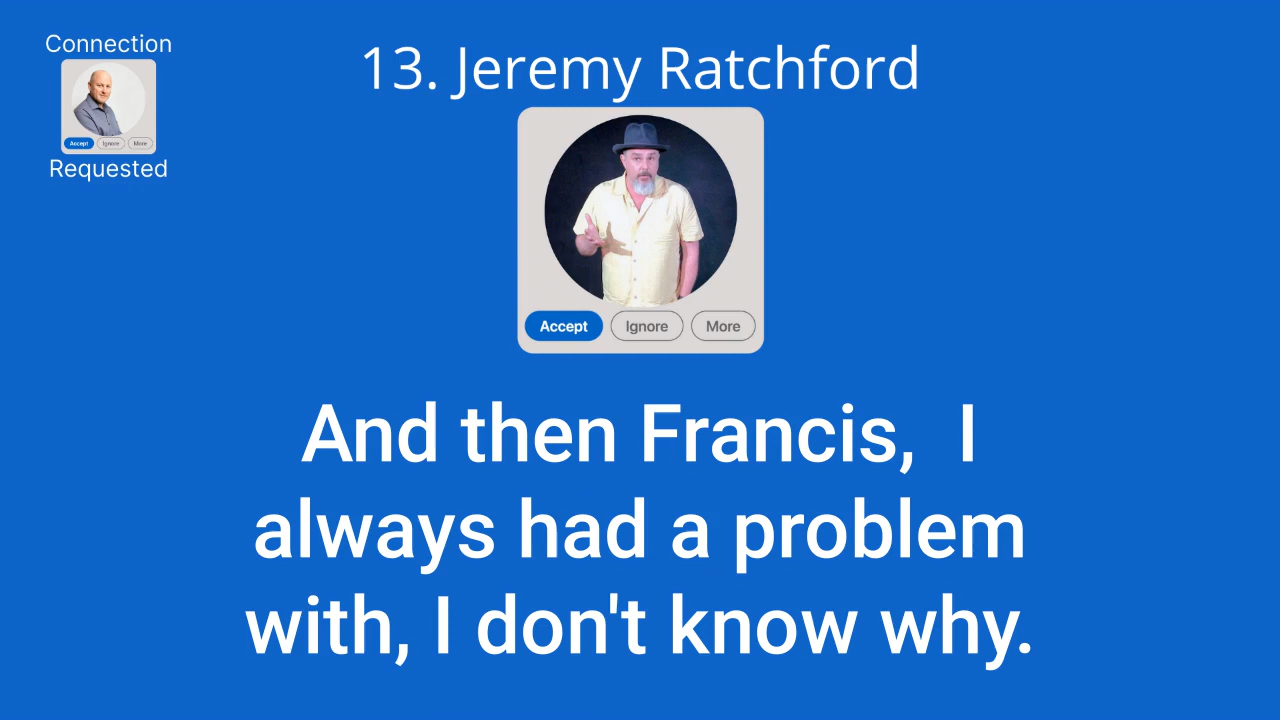 Connection
Accept Ignore More
Requested
13. Jeremy Ratchford
Accept Ignore More
And then Francis, I
always had a problem
with, I don't know why.